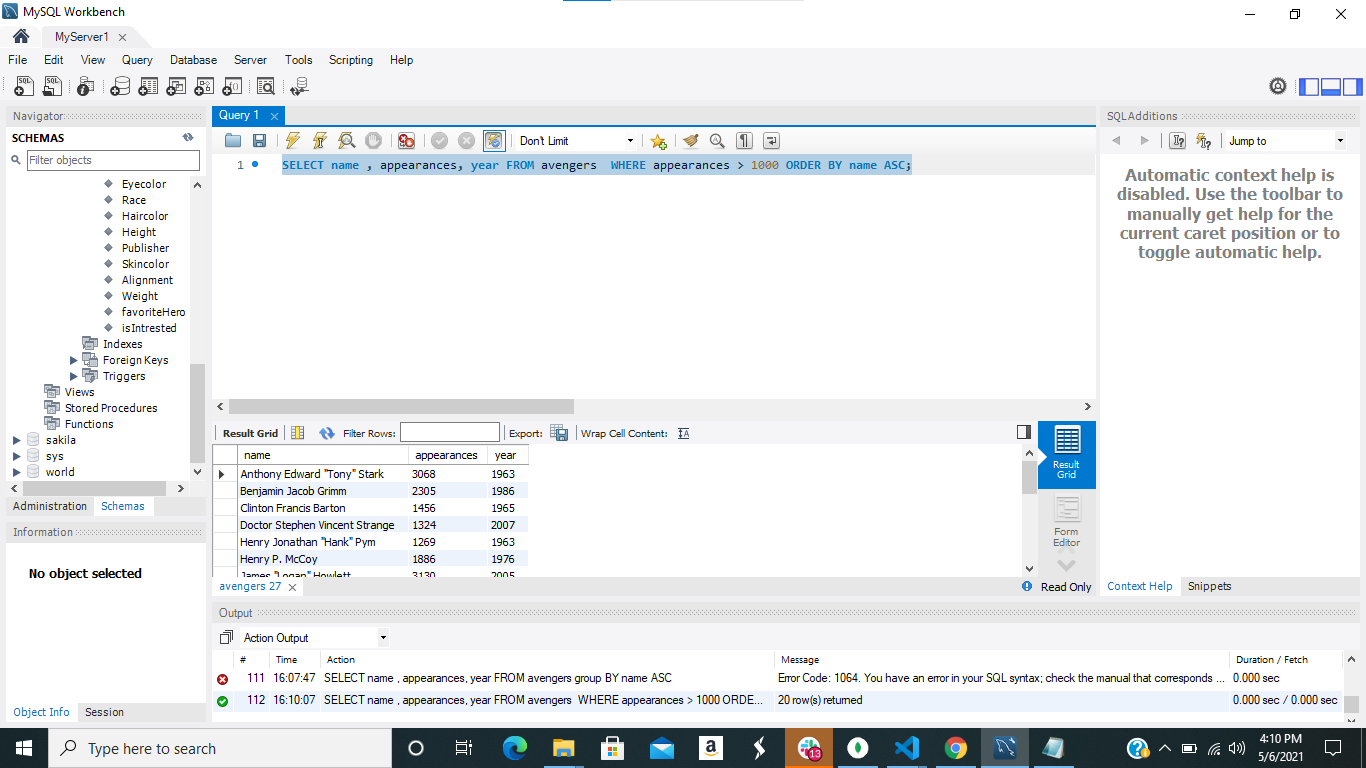 MySQL Workbench
MyServer1
File Edit View Query Database Server Tools Scripting Help
Navigator
SCHEMAS
Filter objects
Eyecolor
Race
Haircolor
Height
Publisher
Skincolor
Alignment
Weight
favoriteHero
isIntrested
Indexes
Foreign Keys
Triggers
Views
Stored Procedures
Functions
sakila
sys
world
Administration Schemas
Information
No object selected
Object Info Session
Query 1
Don't Limit
1 SELECT name , appearances, year FROM avengers  WHERE appearances > 1000 ORDER BY name ASC;
Result Grid Filter Rows: Export: Wrap Cell Content:
name appearances year
Anthony Edward "Tony" Stark 3068 1963
Benjamin Jacob Grimm 2305 1986
Clinton Francis Barton 1456 1965
Doctor Stephen Vincent Strange 1324 2007
Henry Jonathan "Hank" Pym 1269 1963
Henry P. McCoy 1886 1976
James "Logan" Howlett 3130 2005
Result
Grid
Form
Editor
avengers 27 Read Only
SQLAdditions
Jump to
Automatic context help is
disabled. Use the toolbar to
manually get help for the
current caret position or to
toggle automatic help.
Context Help Snippets
Output
Action Output
# Time Action Message Duration / Fetch
111 16:07:47 SELECT name , appearances, year FROM avengers group BY name ASC Error Code: 1064. You have an error in your SQL syntax; check the manual that corresponds ... 0.000 sec
112 16:10:07 SELECT name , appearances, year FROM avengers  WHERE appearances > 1000 ORDE... 20 row(s) returned 0.000 sec / 0.000 sec
Type here to search
13
4:10 PM
5/6/2021